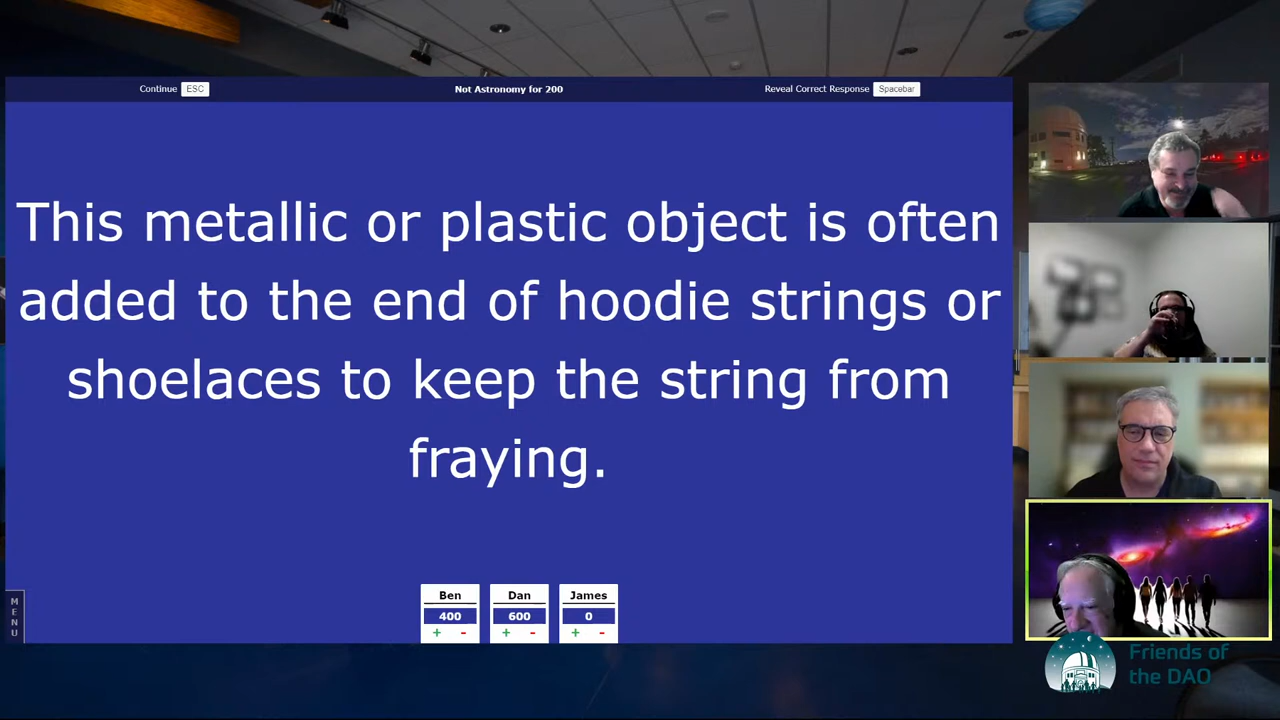 Continue ESC Not Astronomy for 200 Reveal Correct Response Spacebar
This metallic or plastic object is often
added to the end of hoodie strings or
shoelaces to keep the string from
fraying.
MENU
Ben Dan James
400 600 0
+ - + - + -
Friends of
the DAO